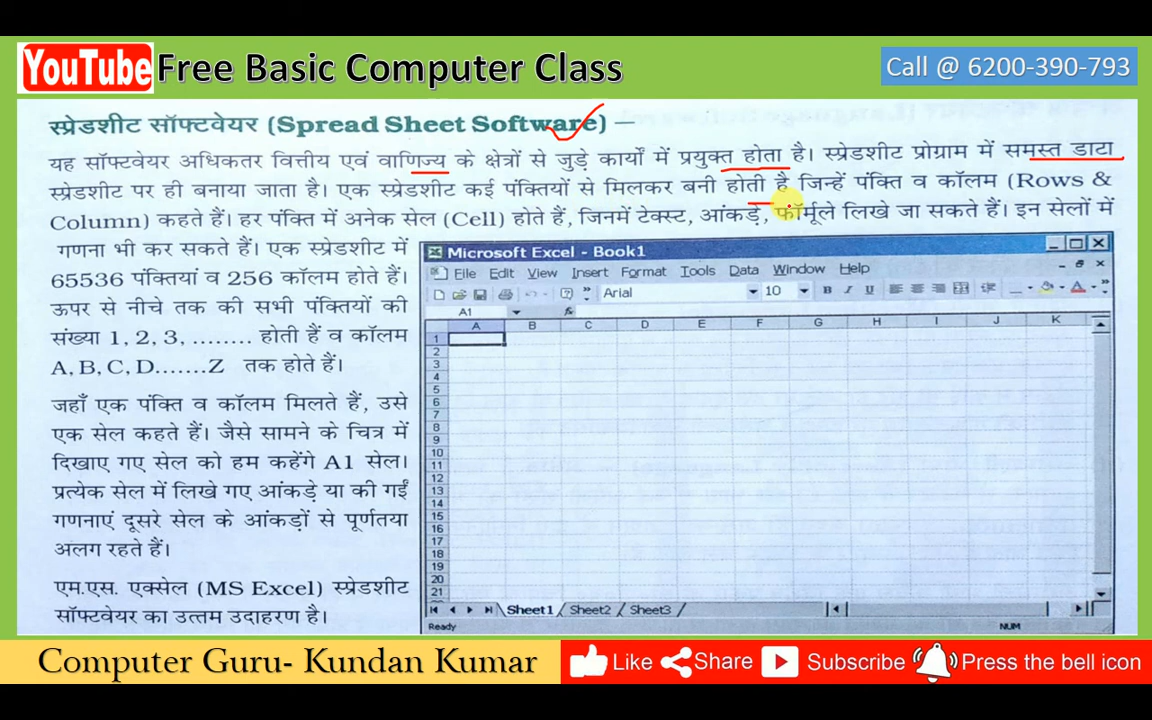 YouTube Free Basic Computer Class
Call @ 6200-390-793
स्प्रेडशीट सॉफ्टवेयर (Spread Sheet Software) –
यह सॉफ्टवेयर अधिकतर वित्तीय एवं वाणिज्य के क्षेत्रों से जुड़े कार्यों में प्रयुक्त होता है। स्प्रेडशीट प्रोग्राम में समस्त डाटा
स्प्रेडशीट पर ही बनाया जाता है। एक स्प्रेडशीट कई पंक्तियों से मिलकर बनी होती है जिन्हें पंक्ति व कॉलम (Rows &
Column) कहते हैं। हर पंक्ति में अनेक सेल (Cell) होते हैं, जिनमें टेक्स्ट, आंकड़े, फॉर्मूले लिखे जा सकते हैं। इन सेलों में
गणना भी कर सकते हैं। एक स्प्रेडशीट में
65536 पंक्तियां व 256 कॉलम होते हैं।
ऊपर से नीचे तक की सभी पंक्तियों की
संख्या 1, 2, 3, ........ होती हैं व कॉलम
A, B, C, D.......Z तक होते हैं।
जहाँ एक पंक्ति व कॉलम मिलते हैं, उसे
एक सेल कहते हैं। जैसे सामने के चित्र में
दिखाए गए सेल को हम कहेंगे A1 सेल।
प्रत्येक सेल में लिखे गए आंकड़े या की गईं
गणनाएं दूसरे सेल के आंकड़ों से पूर्णतया
अलग रहते हैं।
एम.एस. एक्सेल (MS Excel) स्प्रेडशीट
सॉफ्टवेयर का उत्तम उदाहरण है।
Microsoft Excel - Book1
File Edit View Insert Format Tools Data Window Help
Arial 10 B I U
A1 fx
A B C D E F G H I J K
1
2
3
4
5
6
7
8
9
10
11
12
13
14
15
16
17
18
19
20
21
Sheet1 Sheet2 Sheet3
Ready NUM
Computer Guru- Kundan Kumar
Like Share Subscribe Press the bell icon